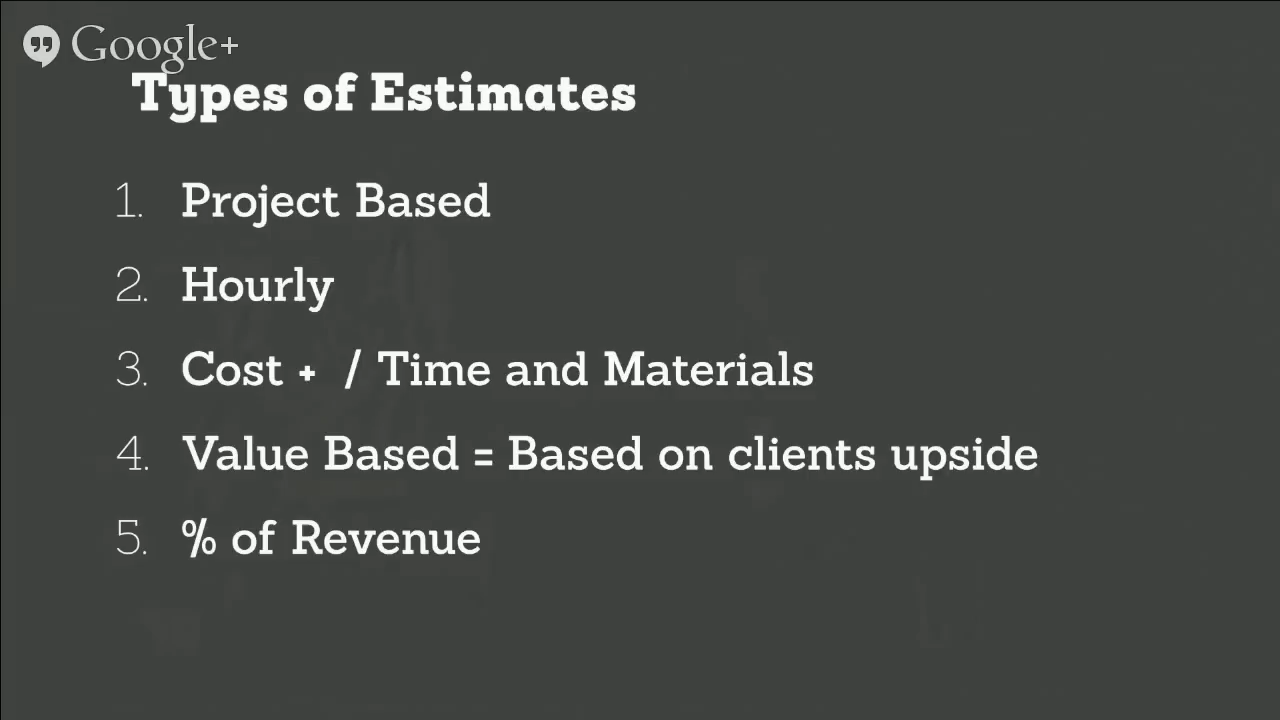 Google+
Types of Estimates
1. Project Based
2. Hourly
3. Cost + / Time and Materials
4. Value Based = Based on clients upside
5. % of Revenue